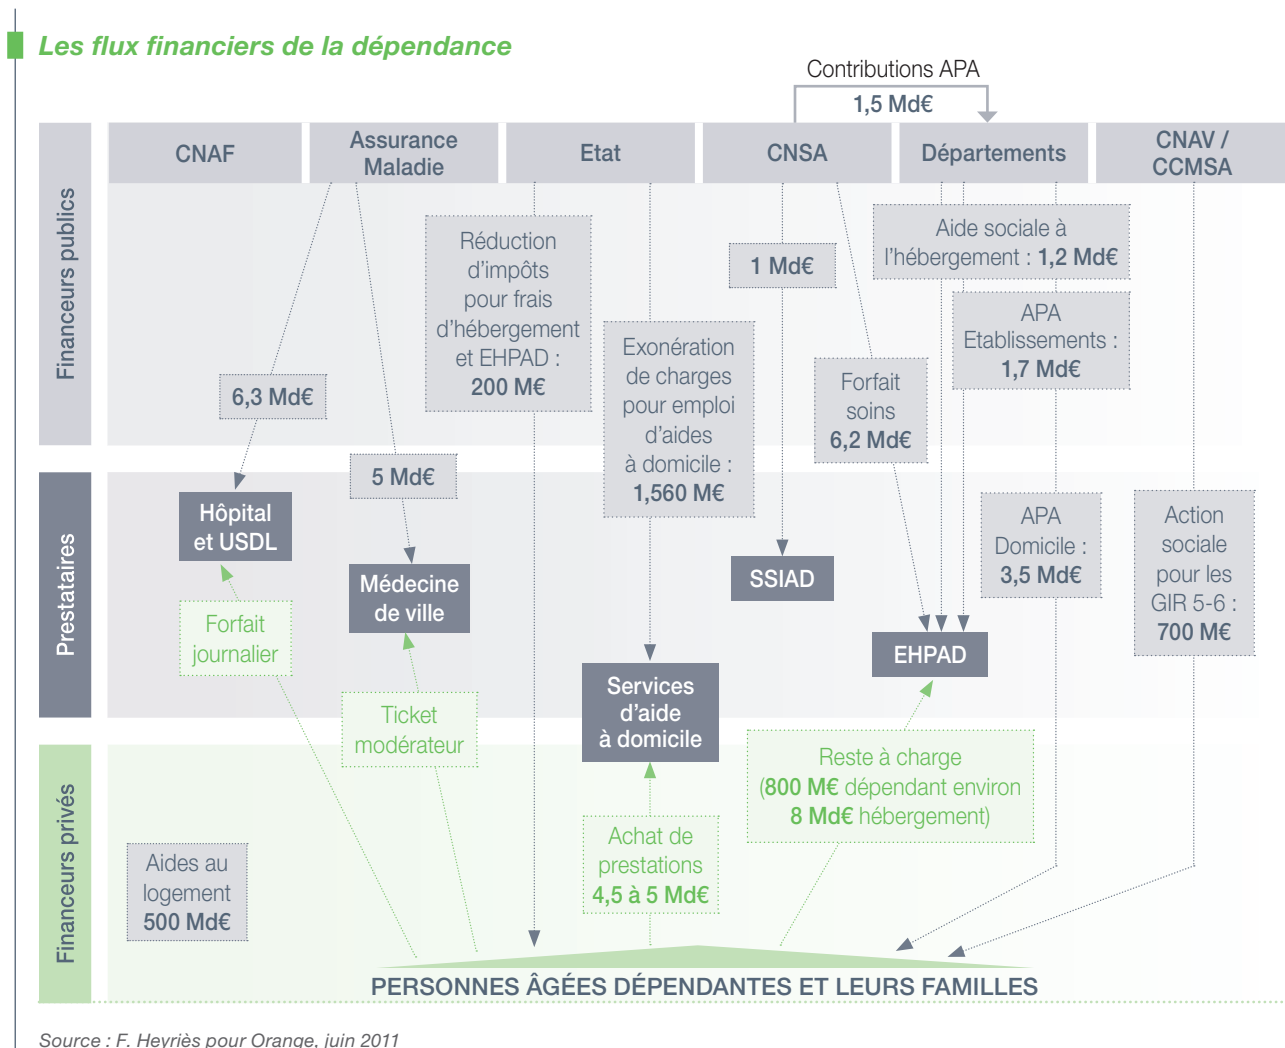 Les flux financiers de la dépendance
Contributions APA
1,5 Md€
CNAF
Assurance
Maladie
Etat
CNSA
Départements
CNAV /
CCMSA
Financeurs publics
Réduction
d'impôts
pour frais
d'hébergement
et EHPAD :
200 M€
Aide sociale à
l'hébergement : 1,2 Md€
1 Md€
APA
Etablissements :
1,7 Md€
Exonération
de charges
pour emploi
d'aides
à domicile :
1,560 M€
Forfait
soins
6,2 Md€
6,3 Md€
5 Md€
Prestataires
Hôpital
et USDL
Médecine
de ville
SSIAD
APA
Domicile :
3,5 Md€
Action
sociale
pour les
GIR 5-6 :
700 M€
Forfait
journalier
EHPAD
Services
d'aide
à domicile
Ticket
modérateur
Financeurs privés
Reste à charge
(800 M€ dépendant environ
8 Md€ hébergement)
Achat de
prestations
4,5 à 5 Md€
Aides au
logement
500 Md€
PERSONNES ÂGÉES DÉPENDANTES ET LEURS FAMILLES
Source : F. Heyriès pour Orange, juin 2011